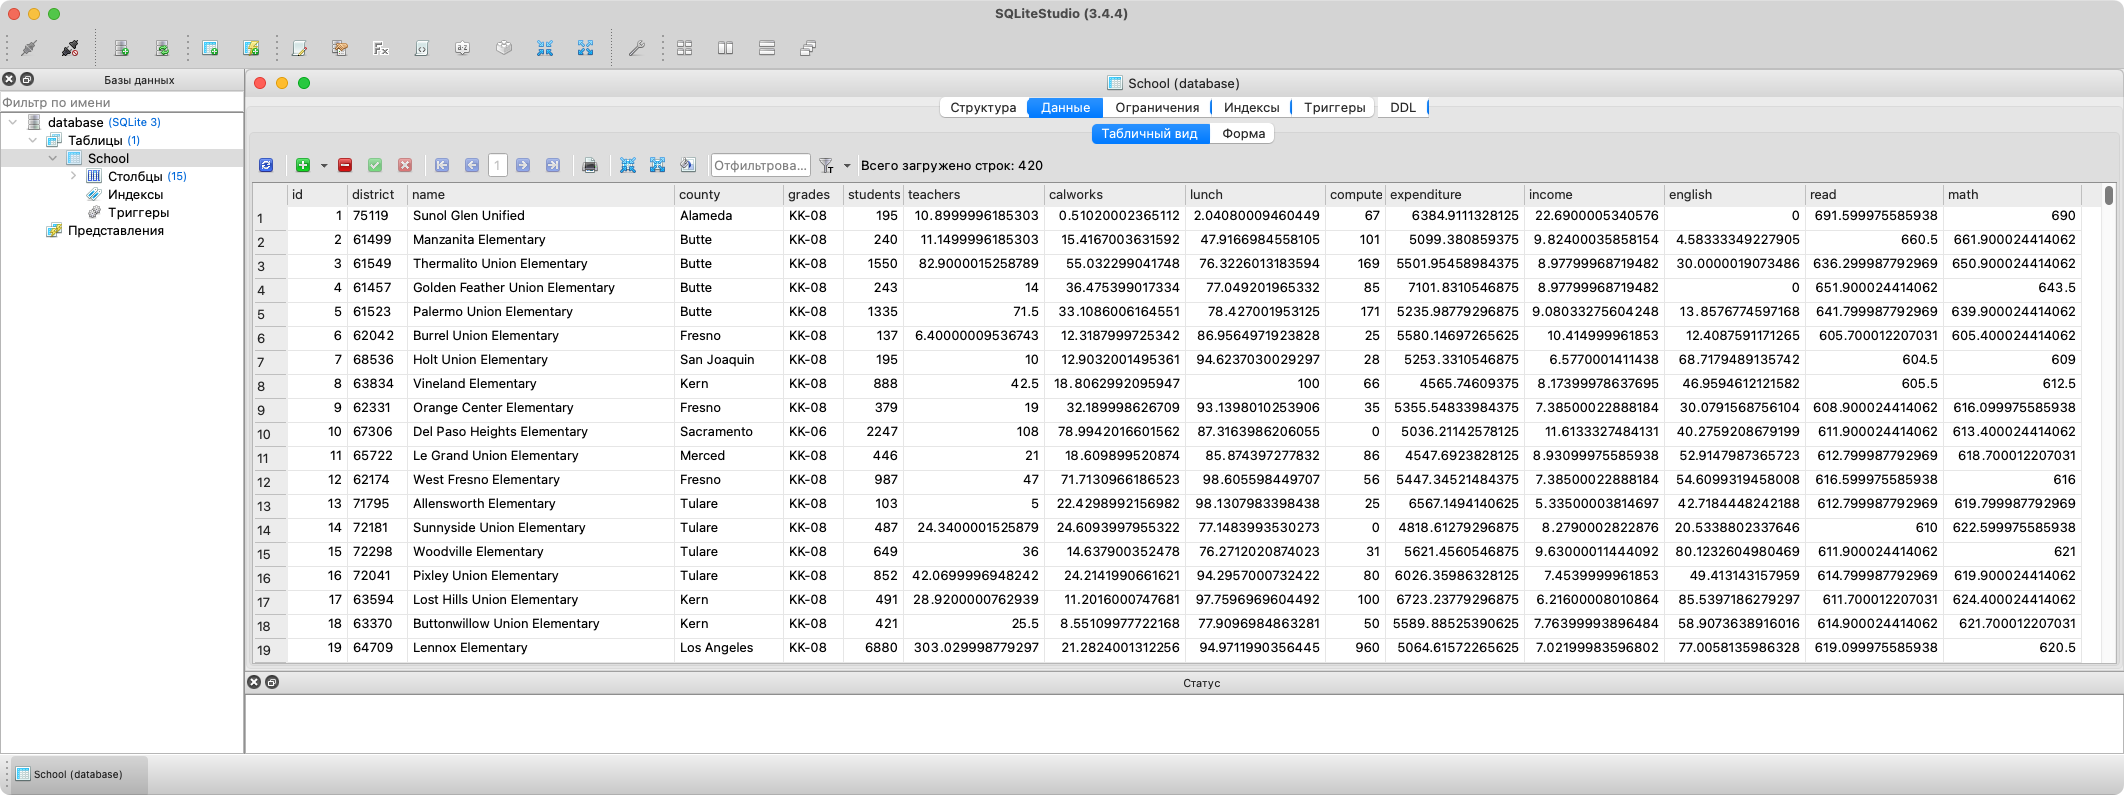 SQLiteStudio (3.4.4)
Базы данных
Фильтр по имени
database (SQLite 3)
Таблицы (1)
School
Столбцы (15)
Индексы
Триггеры
Представления
School (database)
Структура Данные Ограничения Индексы Триггеры DDL
Табличный вид Форма
1 Отфильтрова... Всего загружено строк: 420
id district name county grades students teachers calworks lunch compute expenditure income english read math
1 1 75119 Sunol Glen Unified Alameda KK-08 195 10.8999996185303 0.51020002365112 2.04080009460449 67 6384.9111328125 22.6900005340576 0 691.599975585938 690
2 2 61499 Manzanita Elementary Butte KK-08 240 11.1499996185303 15.4167003631592 47.9166984558105 101 5099.380859375 9.82400035858154 4.58333349227905 660.5 661.900024414062
3 3 61549 Thermalito Union Elementary Butte KK-08 1550 82.9000015258789 55.032299041748 76.3226013183594 169 5501.95458984375 8.97799968719482 30.0000019073486 636.299987792969 650.900024414062
4 4 61457 Golden Feather Union Elementary Butte KK-08 243 14 36.475399017334 77.049201965332 85 7101.8310546875 8.97799968719482 0 651.900024414062 643.5
5 5 61523 Palermo Union Elementary Butte KK-08 1335 71.5 33.1086006164551 78.427001953125 171 5235.98779296875 9.08033275604248 13.8576774597168 641.799987792969 639.900024414062
6 6 62042 Burrel Union Elementary Fresno KK-08 137 6.40000009536743 12.3187999725342 86.9564971923828 25 5580.14697265625 10.414999961853 12.4087591171265 605.700012207031 605.400024414062
7 7 68536 Holt Union Elementary San Joaquin KK-08 195 10 12.9032001495361 94.6237030029297 28 5253.3310546875 6.5770001411438 68.7179489135742 604.5 609
8 8 63834 Vineland Elementary Kern KK-08 888 42.5 18.8062992095947 100 66 4565.74609375 8.17399978637695 46.9594612121582 605.5 612.5
9 9 62331 Orange Center Elementary Fresno KK-08 379 19 32.189998626709 93.1398010253906 35 5355.54833984375 7.38500022888184 30.0791568756104 608.900024414062 616.099975585938
10 10 67306 Del Paso Heights Elementary Sacramento KK-06 2247 108 78.9942016601562 87.3163986206055 0 5036.21142578125 11.6133327484131 40.2759208679199 611.900024414062 613.400024414062
11 11 65722 Le Grand Union Elementary Merced KK-08 446 21 18.609899520874 85.874397277832 86 4547.6923828125 8.93099975585938 52.9147987365723 612.799987792969 618.700012207031
12 12 62174 West Fresno Elementary Fresno KK-08 987 47 71.7130966186523 98.605598449707 56 5447.34521484375 7.38500022888184 54.6099319458008 616.599975585938 616
13 13 71795 Allensworth Elementary Tulare KK-08 103 5 22.4298992156982 98.1307983398438 25 6567.1494140625 5.33500003814697 42.7184448242188 612.799987792969 619.799987792969
14 14 72181 Sunnyside Union Elementary Tulare KK-08 487 24.3400001525879 24.6093997955322 77.1483993530273 0 4818.61279296875 8.2790002822876 20.5338802337646 610 622.599975585938
15 15 72298 Woodville Elementary Tulare KK-08 649 36 14.637900352478 76.2712020874023 31 5621.4560546875 9.63000011444092 80.1232604980469 611.900024414062 621
16 16 72041 Pixley Union Elementary Tulare KK-08 852 42.0699996948242 24.2141990661621 94.2957000732422 80 6026.35986328125 7.4539999961853 49.413143157959 614.799987792969 619.900024414062
17 17 63594 Lost Hills Union Elementary Kern KK-08 491 28.9200000762939 11.2016000747681 97.7596969604492 100 6723.23779296875 6.21600008010864 85.5397186279297 611.700012207031 624.400024414062
18 18 63370 Buttonwillow Union Elementary Kern KK-08 421 25.5 8.55109977722168 77.9096984863281 50 5589.88525390625 7.76399993896484 58.9073638916016 614.900024414062 621.700012207031
19 19 64709 Lennox Elementary Los Angeles KK-08 6880 303.029998779297 21.2824001312256 94.9711990356445 960 5064.61572265625 7.02199983596802 77.0058135986328 619.099975585938 620.5
Статус
School (database)